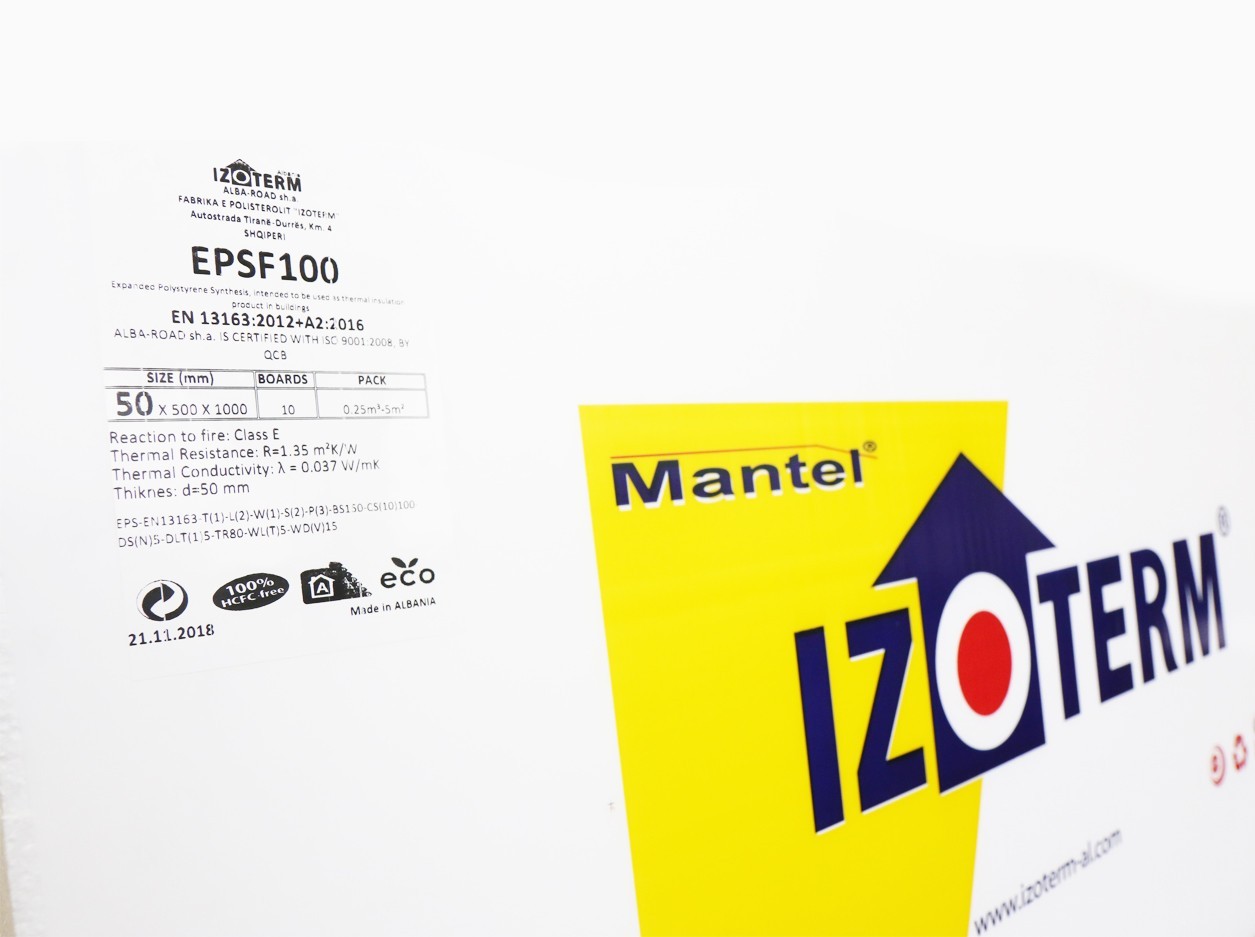 IZOTERM
ALBA-ROAD sh.a
FABRIKA E POLISTEROLIT "IZOTERM"
Autostrada Tiranë-Durrës, Km. 4
SHQIPERI
EPSF100
Expanded Polystyrene Synthesis, intended to be used as thermal insulation
product in buildings
EN 13163:2012+A2:2016
ALBA-ROAD sh.a. IS CERTIFIED WITH ISO 9001:2008, BY
QCB
SIZE (mm) BOARDS PACK
50 X 500 X 1000 10 0.25m³-5m²
Reaction to fire: Class E
Thermal Resistance: R=1.35 m²K/W
Thermal Conductivity: λ = 0.037 W/mK
Thiknes: d=50 mm
EPS-EN13163-T(1)-L(2)-W(1)-S(2)-P(3)-BS150-CS(10)100
DS(N)5-DLT(1)5-TR80-WL(T)5-WD(V)15
100%
HCFC-free
A
eco
Made in ALBANIA
21.11.2018
Mantel®
IZOTERM®
www.izoterm-al.com